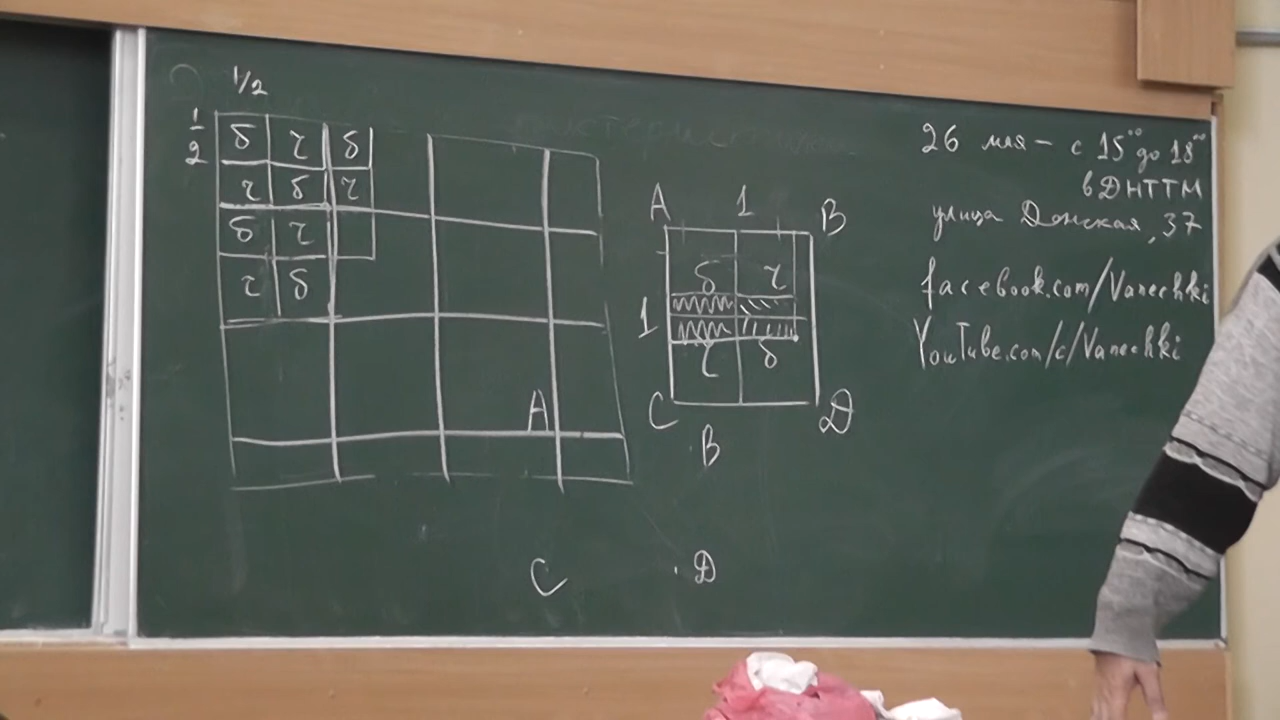 1/2
1/2
б ч б
ч б ч
б ч
ч б
A
A 1 B
б ч
1
ч б
C D
B
C D
26 мая – с 15⁰⁰ до 18⁰⁰
в ДНТТМ
улица Донская, 37
facebook.com/Vanechki
YouTube.com/c/Vanechki